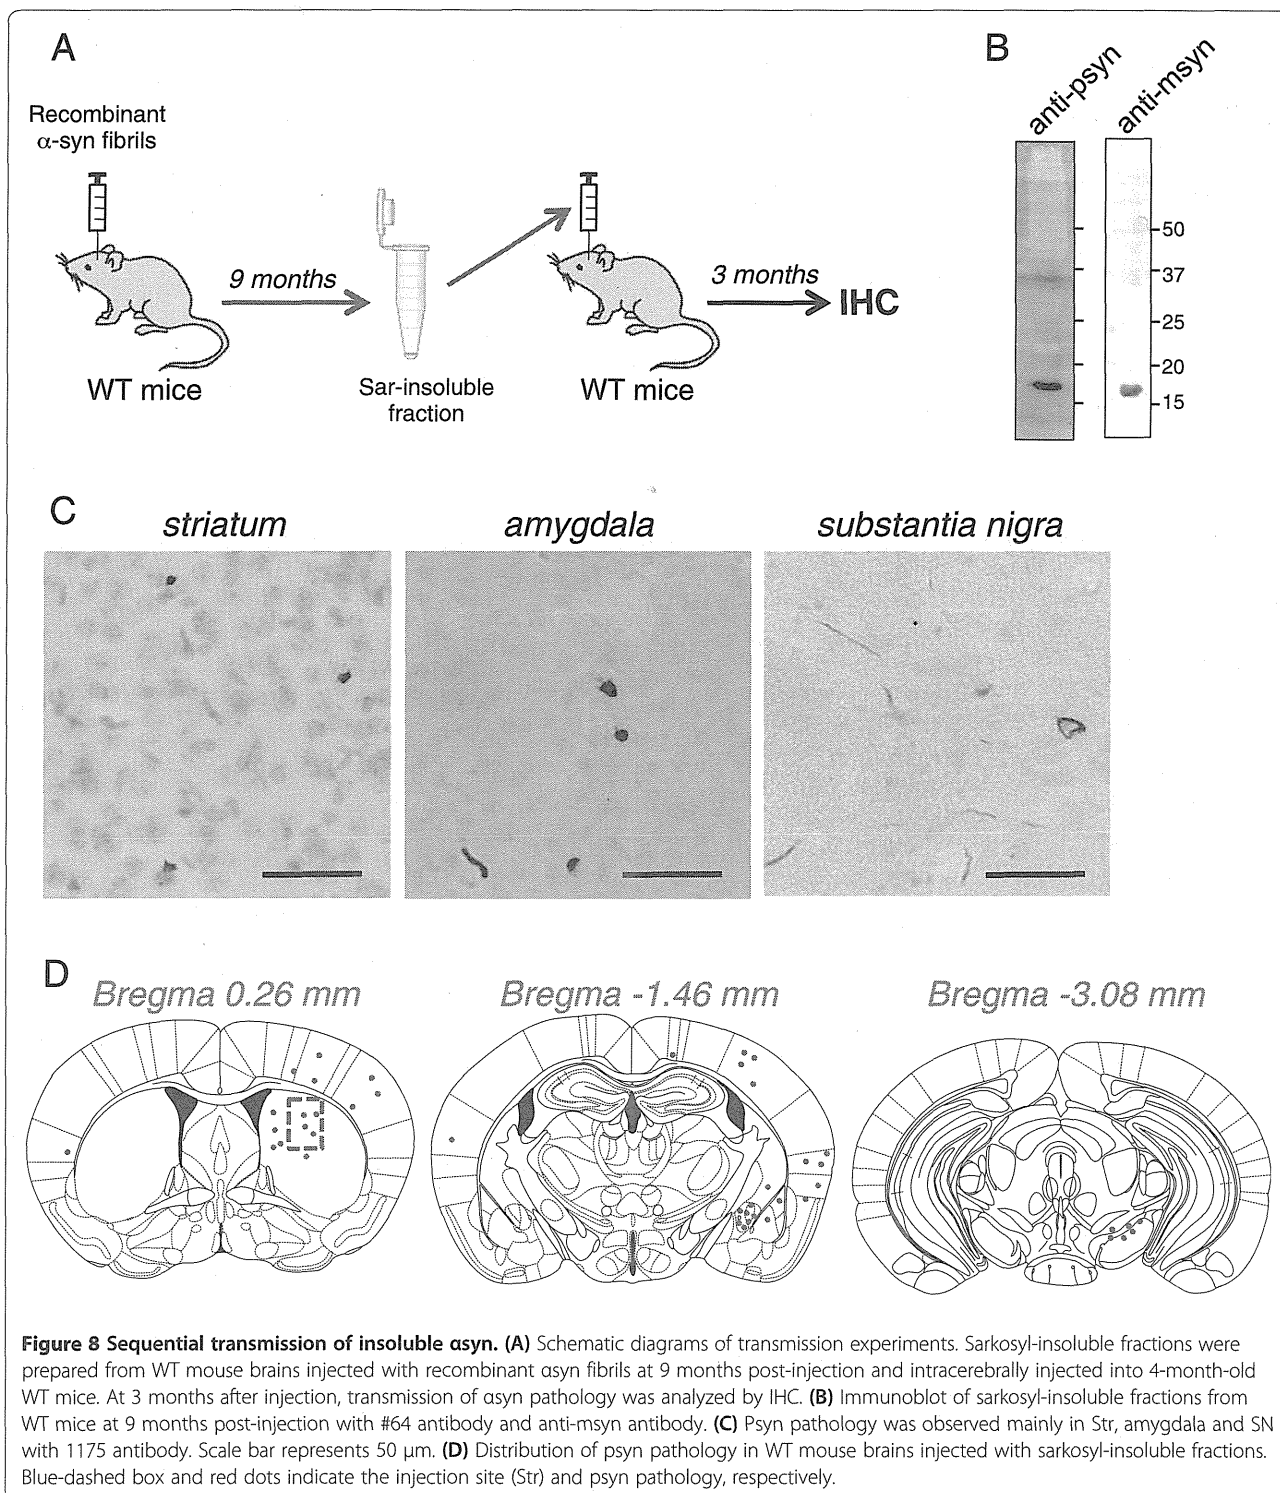 A
Recombinant
α-syn fibrils
9 months
3 months
IHC
WT mice
Sar-insoluble
fraction
WT mice
B
anti-psyn
anti-msyn
50
37
25
20
15
C
striatum
amygdala
substantia nigra
D
Bregma 0.26 mm
Bregma -1.46 mm
Bregma -3.08 mm
Figure 8 Sequential transmission of insoluble αsyn. (A) Schematic diagrams of transmission experiments. Sarkosyl-insoluble fractions were
prepared from WT mouse brains injected with recombinant αsyn fibrils at 9 months post-injection and intracerebrally injected into 4-month-old
WT mice. At 3 months after injection, transmission of αsyn pathology was analyzed by IHC. (B) Immunoblot of sarkosyl-insoluble fractions from
WT mice at 9 months post-injection with #64 antibody and anti-msyn antibody. (C) Psyn pathology was observed mainly in Str, amygdala and SN
with 1175 antibody. Scale bar represents 50 μm. (D) Distribution of psyn pathology in WT mouse brains injected with sarkosyl-insoluble fractions.
Blue-dashed box and red dots indicate the injection site (Str) and psyn pathology, respectively.